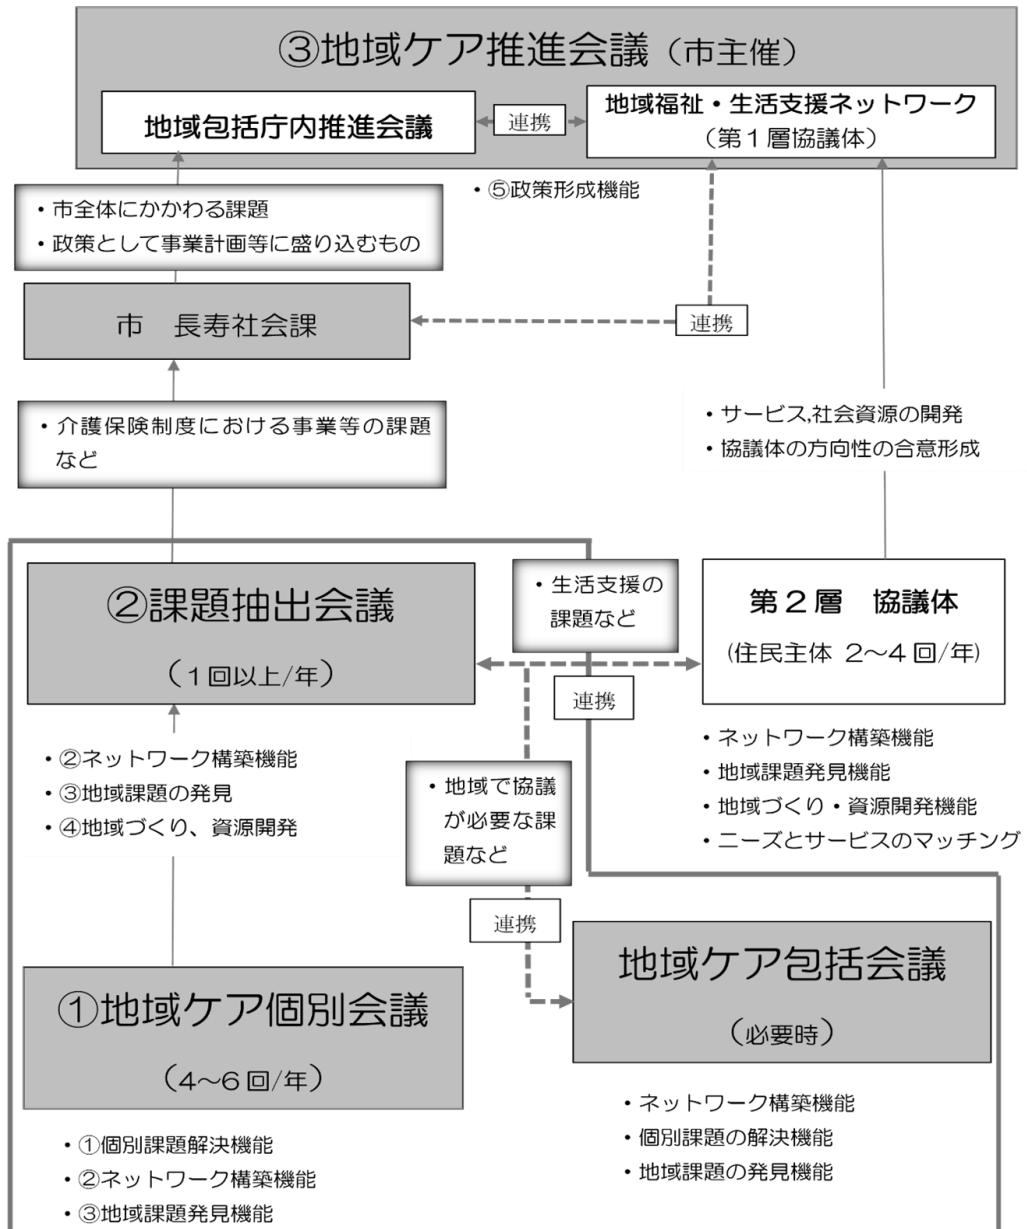 ③地域ケア推進会議（市主催）
地域包括庁内推進会議
連携
地域福祉・生活支援ネットワーク
（第１層協議体）
・⑤政策形成機能
・市全体にかかわる課題
・政策として事業計画等に盛り込むもの
市　長寿社会課
連携
・介護保険制度における事業等の課題
など
・サービス,社会資源の開発
・協議体の方向性の合意形成
②課題抽出会議
（１回以上/年）
・生活支援の
課題など
第２層　協議体
(住民主体 ２～４回/年)
連携
・②ネットワーク構築機能
・③地域課題の発見
・④地域づくり、資源開発
・地域で協議
が必要な課
題など
・ネットワーク構築機能
・地域課題発見機能
・地域づくり・資源開発機能
・ニーズとサービスのマッチング
連携
①地域ケア個別会議
（４～６回/年）
地域ケア包括会議
（必要時）
・①個別課題解決機能
・②ネットワーク構築機能
・③地域課題発見機能
・ネットワーク構築機能
・個別課題の解決機能
・地域課題の発見機能